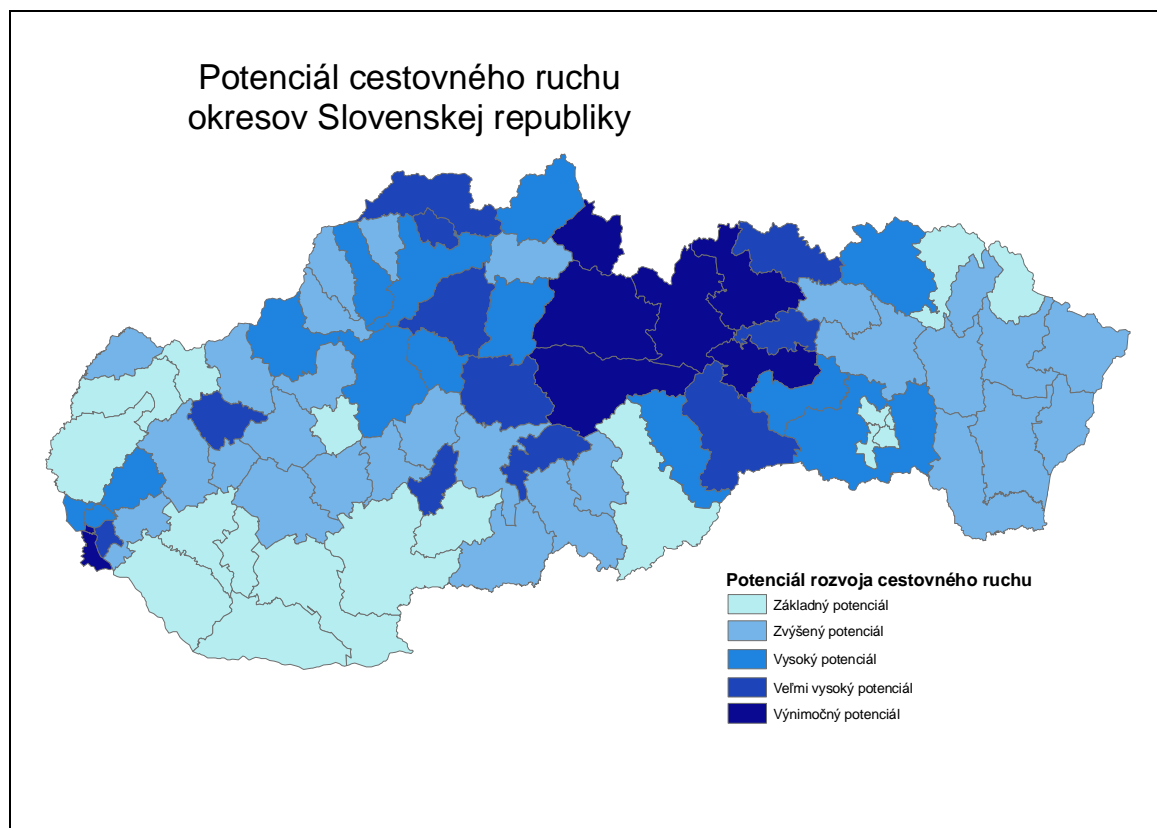 Potenciál cestovného ruchu
okresov Slovenskej republiky
Potenciál rozvoja cestovného ruchu
Základný potenciál
Zvýšený potenciál
Vysoký potenciál
Veľmi vysoký potenciál
Výnimočný potenciál